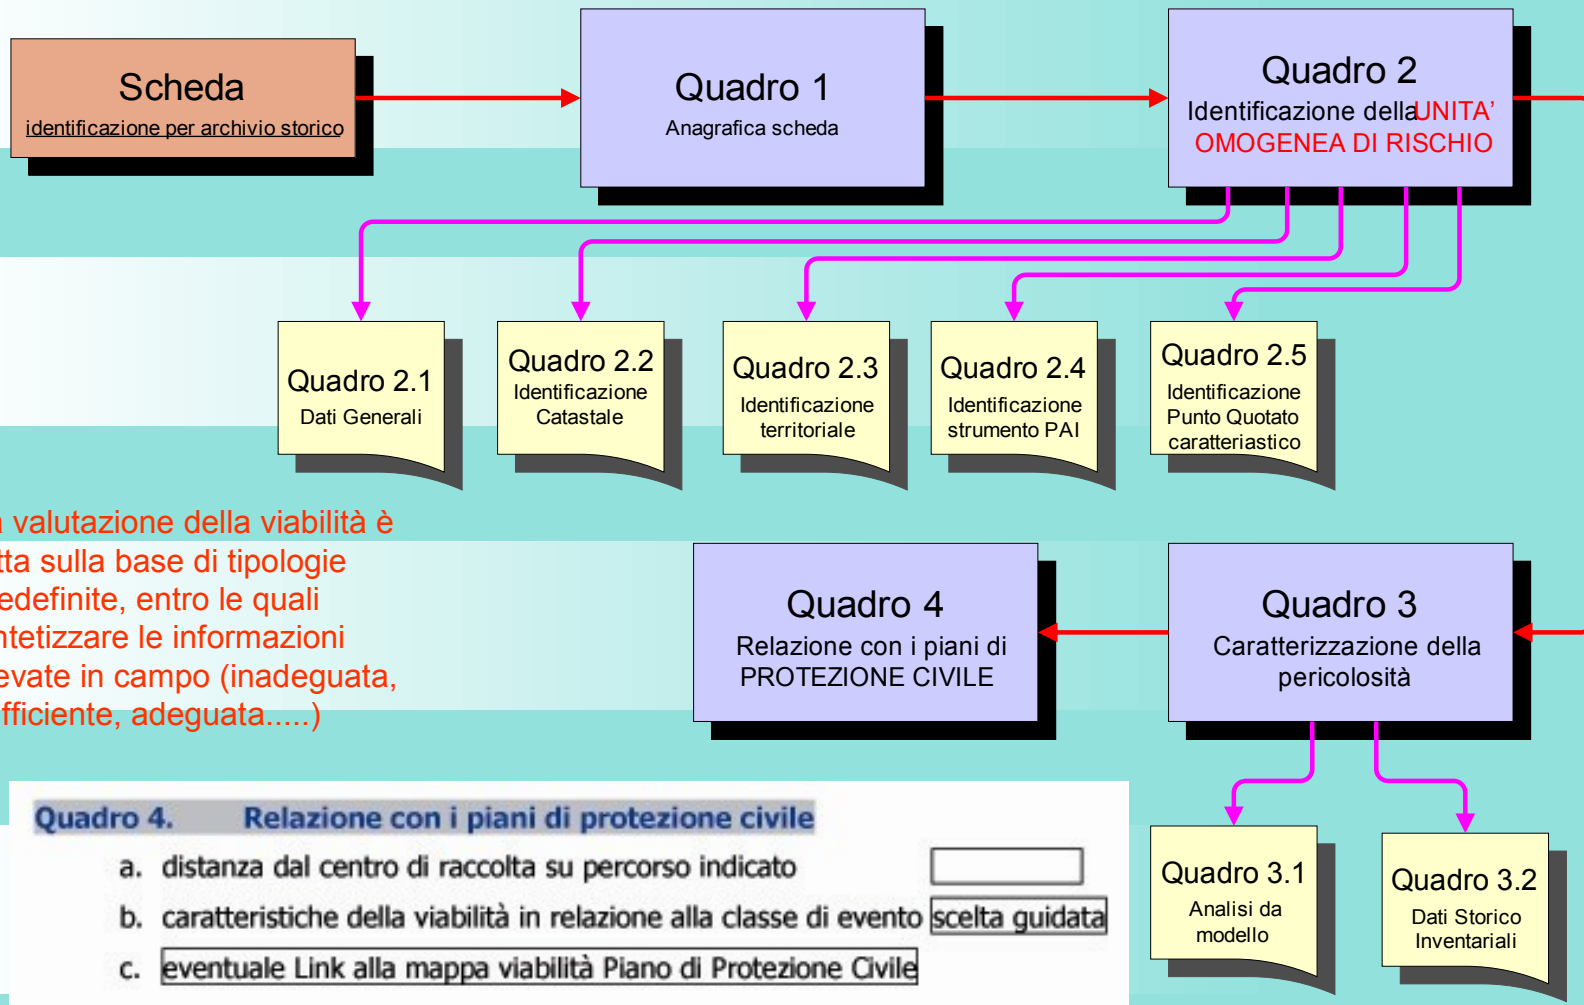 Scheda
identificazione per archivio storico
Quadro 1
Anagrafica scheda
Quadro 2
Identificazione della UNITA'
OMOGENEA DI RISCHIO
Quadro 2.1
Dati Generali
Quadro 2.2
Identificazione
Catastale
Quadro 2.3
Identificazione
territoriale
Quadro 2.4
Identificazione
strumento PAI
Quadro 2.5
Identificazione
Punto Quotato
caratteriastico
valutazione della viabilità è
sulla base di tipologie
entro le quali
le informazioni
in campo (inadeguata,
adeguata.....)
Quadro 4
Relazione con i piani di
PROTEZIONE CIVILE
Quadro 3
Caratterizzazione della
pericolosità
Quadro 4. Relazione con i piani di protezione civile
a. distanza dal centro di raccolta su percorso indicato
b. caratteristiche della viabilità in relazione alla classe di evento scelta guidata
c. eventuale Link alla mappa viabilità Piano di Protezione Civile
Quadro 3.1
Analisi da
modello
Quadro 3.2
Dati Storico
Inventariali